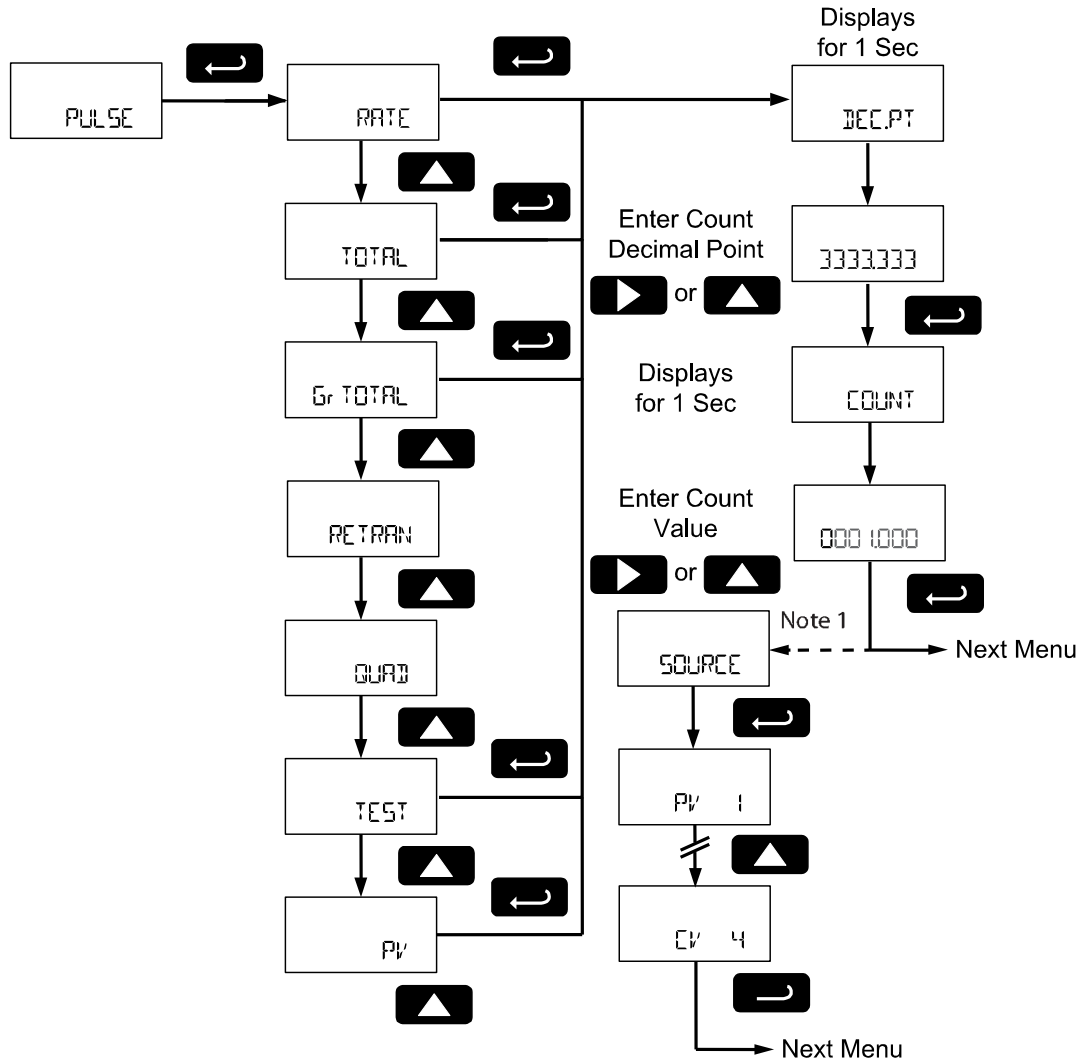 Displays
for 1 Sec
PULSE
RATE
DEC.PT
TOTAL
Enter Count
Decimal Point
or
3333.333
Gr TOTAL
Displays
for 1 Sec
COUNT
RETRAN
Enter Count
Value
or
0001.000
QUAD
Note 1
SOURCE
Next Menu
TEST
PV 1
PV
CV 4
Next Menu